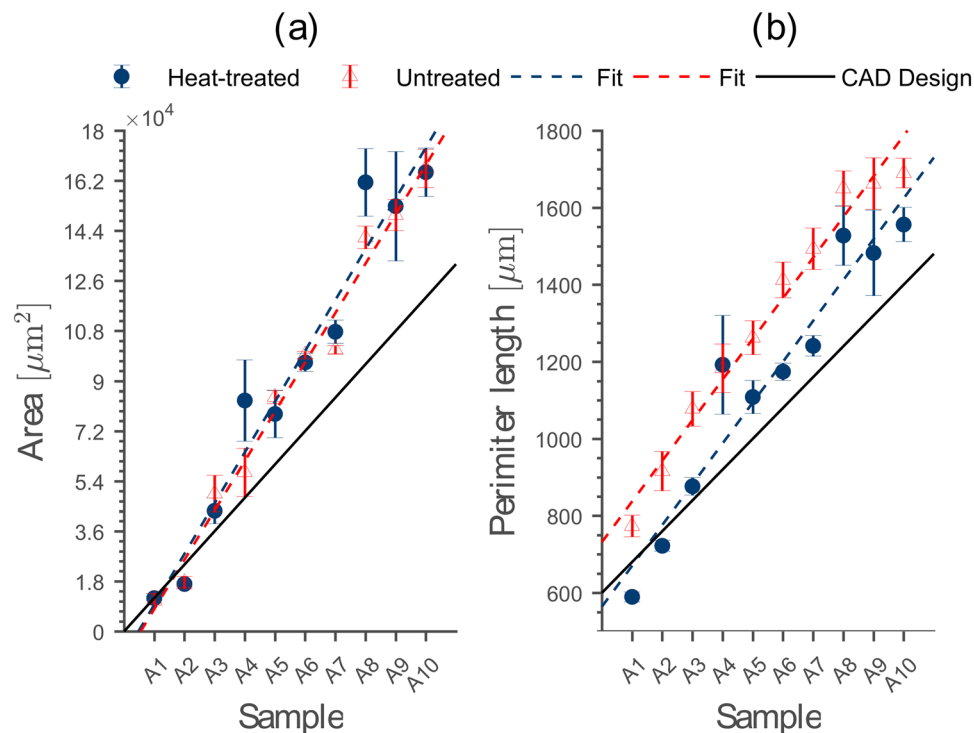 (a) (b)
Heat-treated Untreated Fit Fit CAD Design
×10⁴
18
16.2
14.4
12.6
10.8
9
7.2
5.4
3.6
1.8
0
Area [μm²]
A1 A2 A3 A4 A5 A6 A7 A8 A9 A10
Sample
1800
1600
1400
1200
1000
800
600
Perimiter length [μm]
A1 A2 A3 A4 A5 A6 A7 A8 A9 A10
Sample